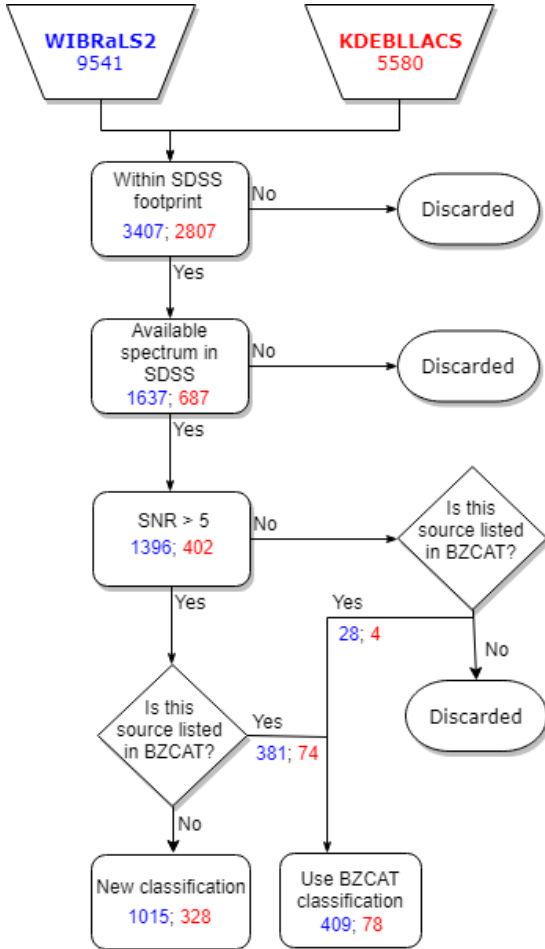 WIBRaLS2
9541
KDEBLLACS
5580
Within SDSS
footprint
3407; 2807
No
Discarded
Yes
Available
spectrum in
SDSS
1637; 687
No
Discarded
Yes
SNR > 5
1396; 402
No
Is this
source listed
in BZCAT?
Yes
Yes
28; 4
No
Discarded
Is this
source listed
in BZCAT?
Yes
381; 74
No
New classification
1015; 328
Use BZCAT
classification
409; 78